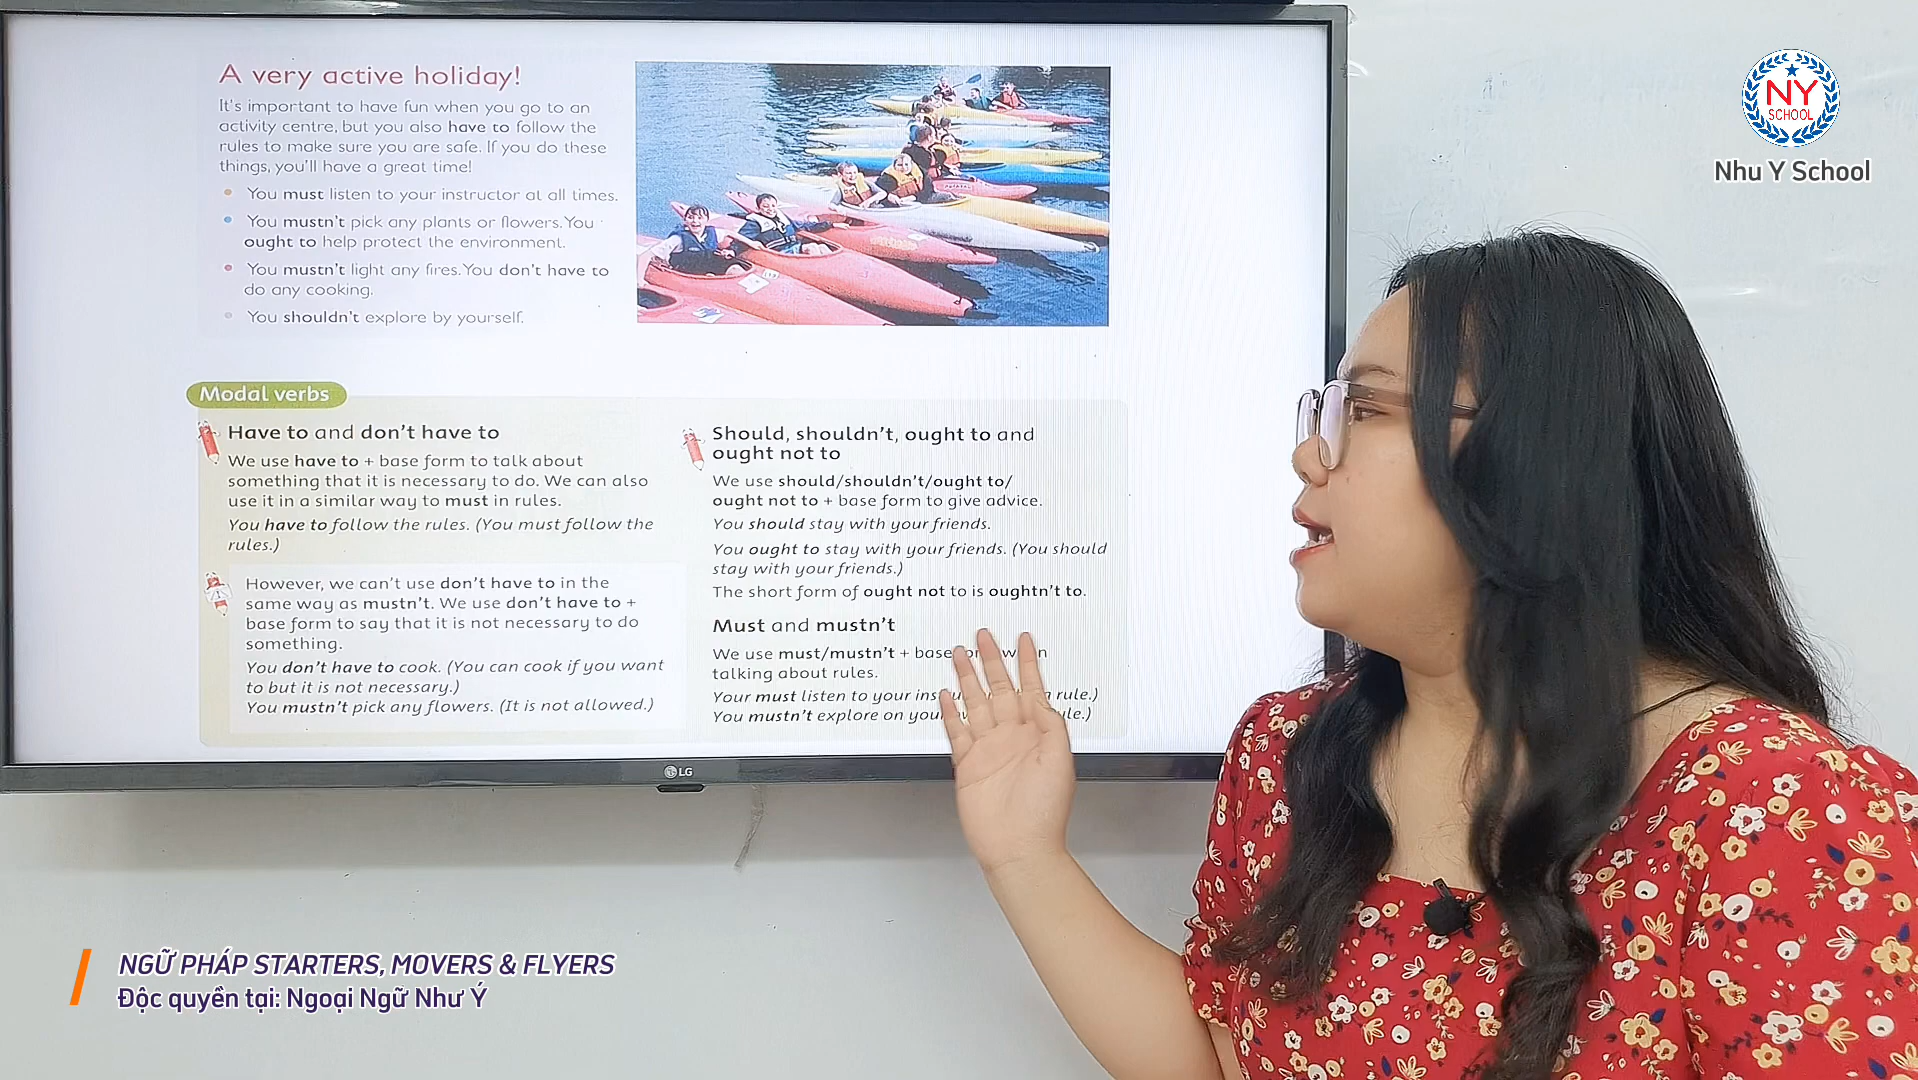 A very active holiday!
It's important to have fun when you go to an
activity centre, but you also have to follow the
rules to make sure you are safe. If you do these
things, you'll have a great time!
You must listen to your instructor at all times.
You mustn't pick any plants or flowers. You
ought to help protect the environment.
You mustn't light any fires. You don't have to
do any cooking.
You shouldn't explore by yourself.
Modal verbs
Have to and don't have to
We use have to + base form to talk about
something that it is necessary to do. We can also
use it in a similar way to must in rules.
You have to follow the rules. (You must follow the
rules.)
However, we can't use don't have to in the
same way as mustn't. We use don't have to +
base form to say that it is not necessary to do
something.
You don't have to cook. (You can cook if you want
to but it is not necessary.)
You mustn't pick any flowers. (It is not allowed.)
Should, shouldn't, ought to and
ought not to
We use should/shouldn't/ought to/
ought not to + base form to give advice.
You should stay with your friends.
You ought to stay with your friends. (You should
stay with your friends.)
The short form of ought not to is oughtn't to.
Must and mustn't
We use must/mustn't + base
talking about rules.
Your must listen to your rule.)
You mustn't explore on
LG
NY
SCHOOL
Nhu Y School
NGỮ PHÁP STARTERS, MOVERS & FLYERS
Độc quyền tại: Ngoại Ngữ Như Ý